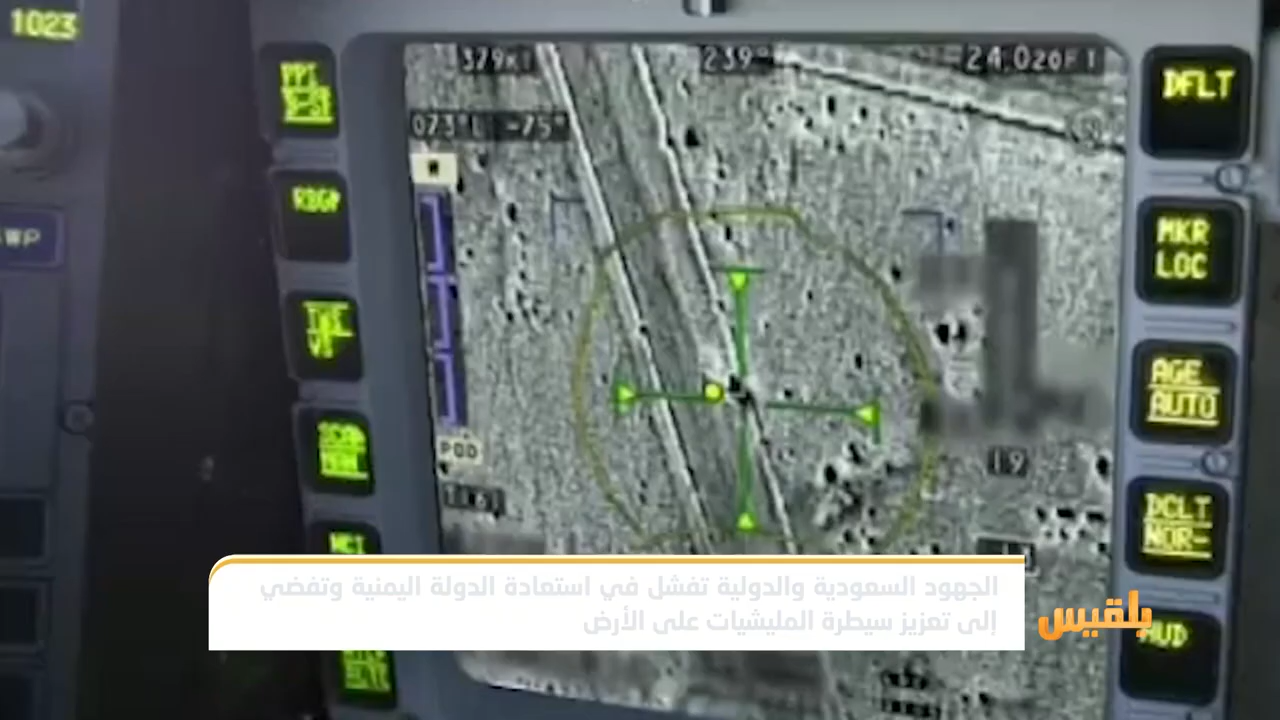 1023
379KT
239°
24,020FT
DFLT
073°L -75°
MKR
LOC
AGE
AUTO
POD
19
DCLT
NOR-
HUD
الجهود السعودية والدولية تفشل في استعادة الدولة اليمنية وتفضي
إلى تعزيز سيطرة المليشيات على الأرض
بلقيس